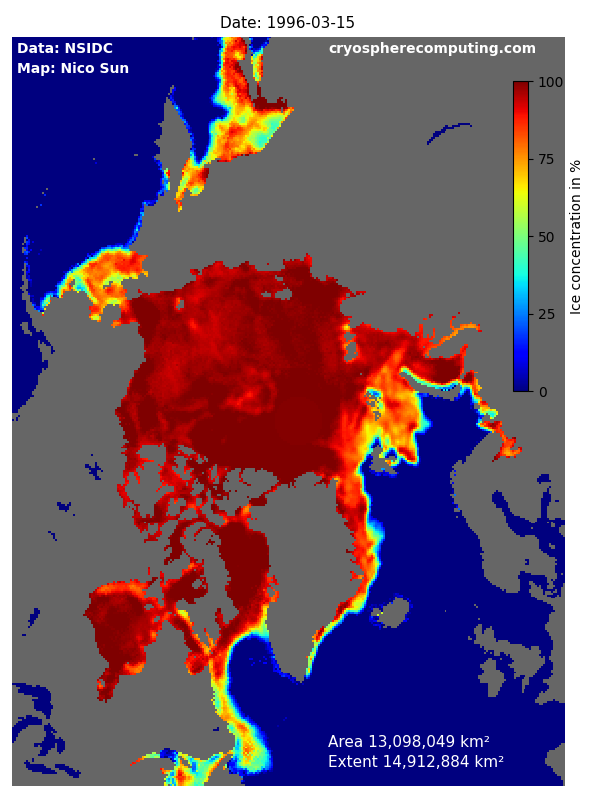 Date: 1996-03-15
Data: NSIDC
Map: Nico Sun
cryospherecomputing.com
100
75
50
25
0
Ice concentration in %
Area 13,098,049 km²
Extent 14,912,884 km²